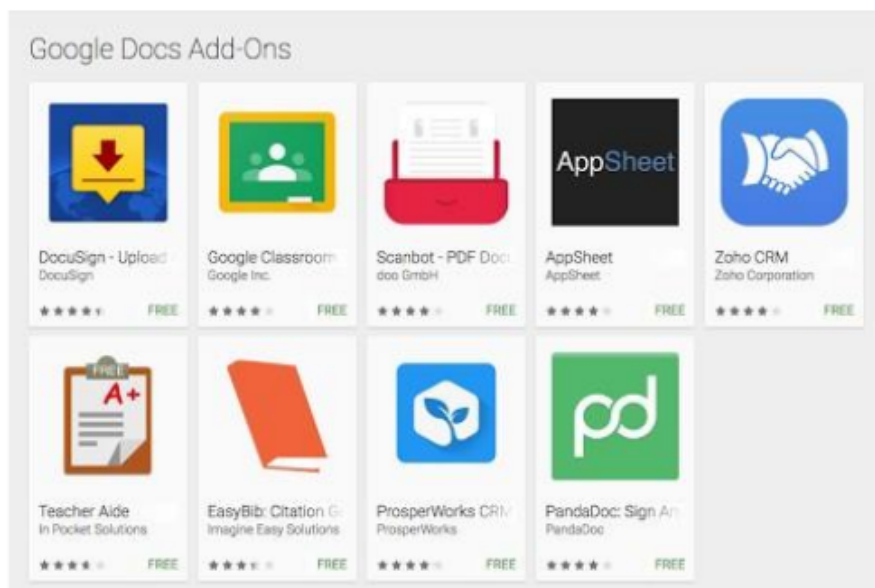 Google Docs Add-Ons
AppSheet
DocuSign - Upload
DocuSign
FREE
Google Classroom
Google Inc.
FREE
Scanbot - PDF Doc
doo GmbH
FREE
AppSheet
AppSheet
FREE
Zoho CRM
Zoho Corporation
FREE
FREE
A+
Teacher Aide
In Pocket Solutions
FREE
EasyBib: Citation G
Imagine Easy Solutions
FREE
ProsperWorks CRM
ProsperWorks
FREE
pd
PandaDoc: Sign An
PandaDoc
FREE